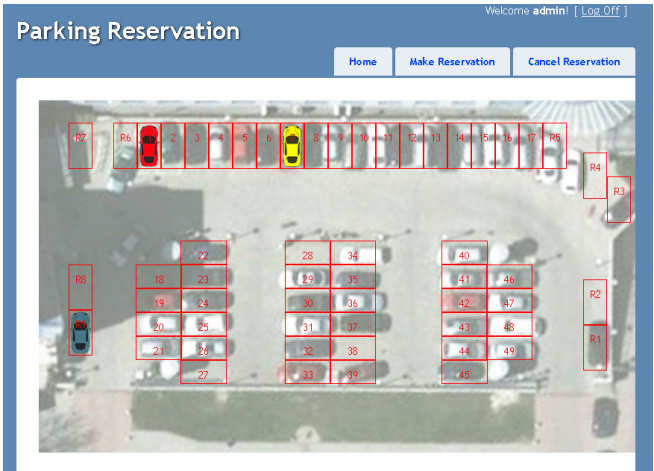 Welcome admin! [ Log Off ]
Parking Reservation
Home Make Reservation Cancel Reservation
R7 R6 2 3 4 5 6 8 9 10 11 12 13 14 15 16 17 R5
R4
R3
22 28 34 40
R8 18 23 29 35 41 46
R2
19 24 30 36 42 47
20 25 31 37 43 48
R1
21 26 32 38 44 49
27 33 39 45